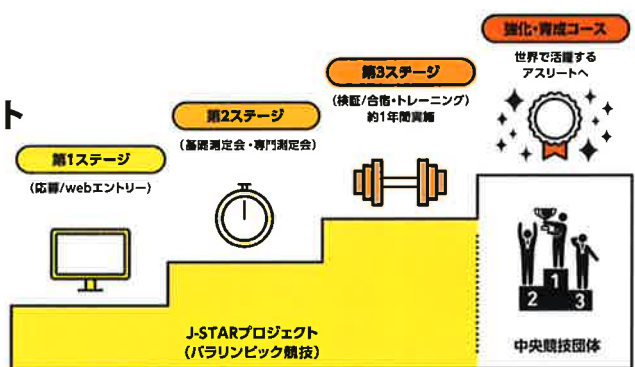 ト
第1ステージ
(応募/webエントリー)
第2ステージ
(基礎測定会・専門測定会)
第3ステージ
(検証/合宿・トレーニング)
約1年間実施
強化・育成コース
世界で活躍する
アスリートへ
J-STARプロジェクト
(パラリンピック競技)
1
2
3
中央競技団体